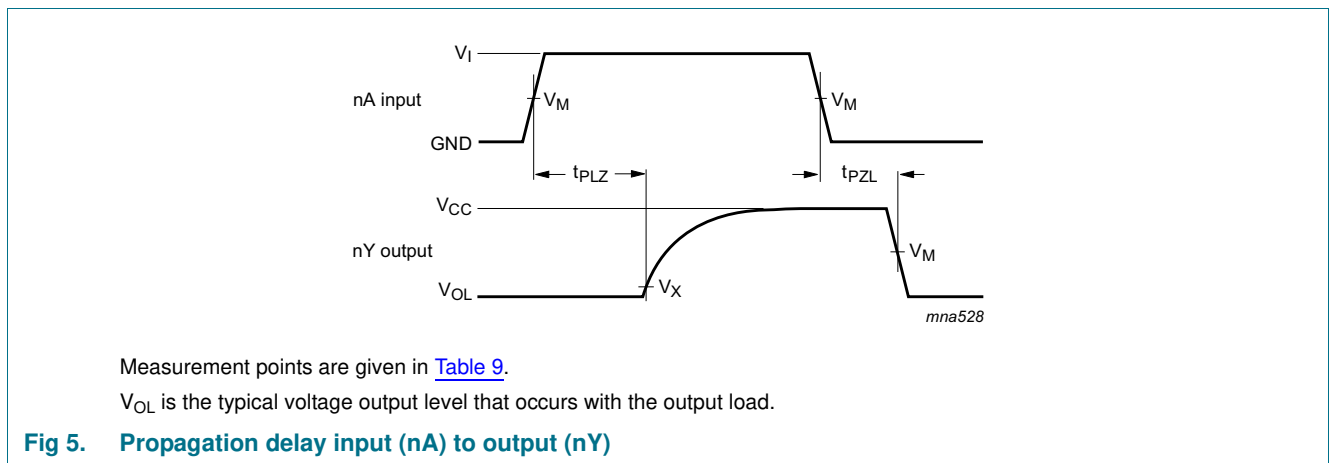 VI
nA input
VM
VM
GND
tPLZ
tPZL
VCC
nY output
VM
VOL
VX
mna528
Measurement points are given in Table 9.
VOL is the typical voltage output level that occurs with the output load.
Fig 5. Propagation delay input (nA) to output (nY)